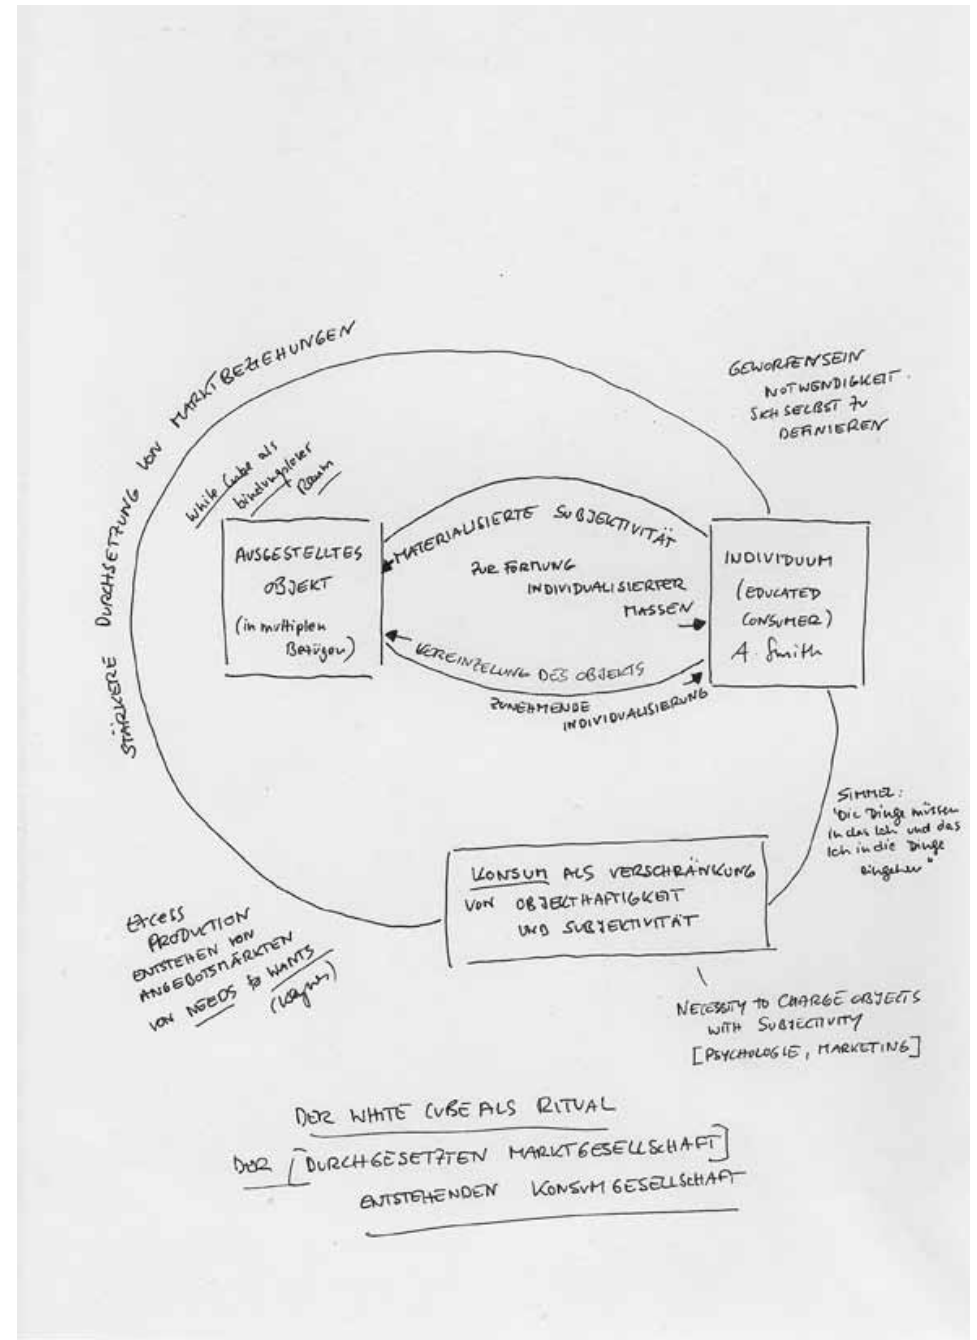 STÄRKERE DURCHSETZUNG VON MARKTBEZIEHUNGEN
GEWORFENSEIN
NOTWENDIGKEIT.
SICH SELBST ZU
DEFINIEREN
White Cube als
bindungsloser
Raum
AUSGESTELLTES
OBJEKT
(in multiplen
Bezügen)
MATERIALISIERTE SUBJEKTIVITÄT
ZUR FORMUNG
INDIVIDUALISIERTER
MASSEN
VEREINZELUNG DES OBJEKTS
ZUNEHMENDE
INDIVIDUALISIERUNG
INDIVIDUUM
(EDUCATED
CONSUMER)
A. Smith
SIMMEL:
"Die Dinge müssen
in das Ich und das
Ich in die Dinge
eingehen"
KONSUM ALS VERSCHRÄNKUNG
VON OBJEKTHAFTIGKEIT
UND SUBJEKTIVITÄT
EXCESS
PRODUCTION
ENTSTEHEN VON
ANGEBOTSMÄRKTEN
VON NEEDS to WANTS
(Keynes)
NECESSITY TO CHARGE OBJECTS
WITH SUBJECTIVITY
[PSYCHOLOGIE, MARKETING]
DER WHITE CUBE ALS RITUAL
DER [DURCHGESETZTEN MARKTGESELLSCHAFT]
ENTSTEHENDEN KONSUMGESELLSCHAFT